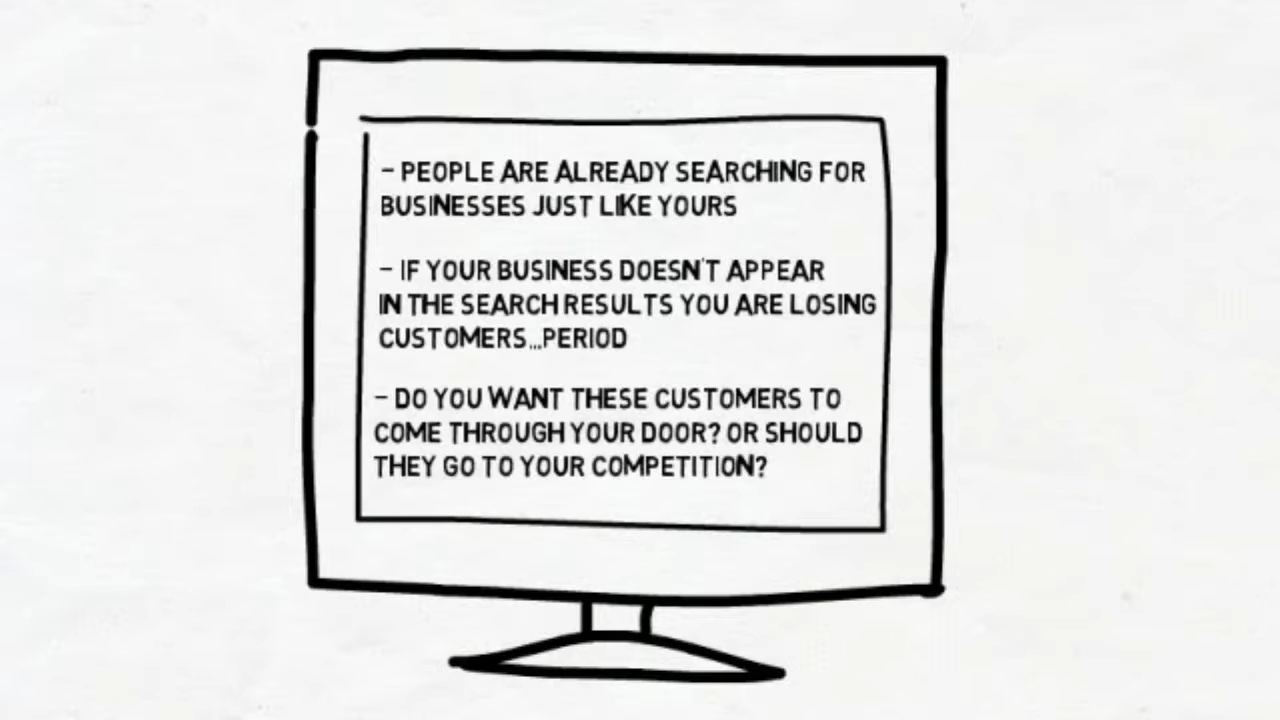 - PEOPLE ARE ALREADY SEARCHING FOR
BUSINESSES JUST LIKE YOURS
- IF YOUR BUSINESS DOESN'T APPEAR
IN THE SEARCH RESULTS YOU ARE LOSING
CUSTOMERS...PERIOD
- DO YOU WANT THESE CUSTOMERS TO
COME THROUGH YOUR DOOR? OR SHOULD
THEY GO TO YOUR COMPETITION?